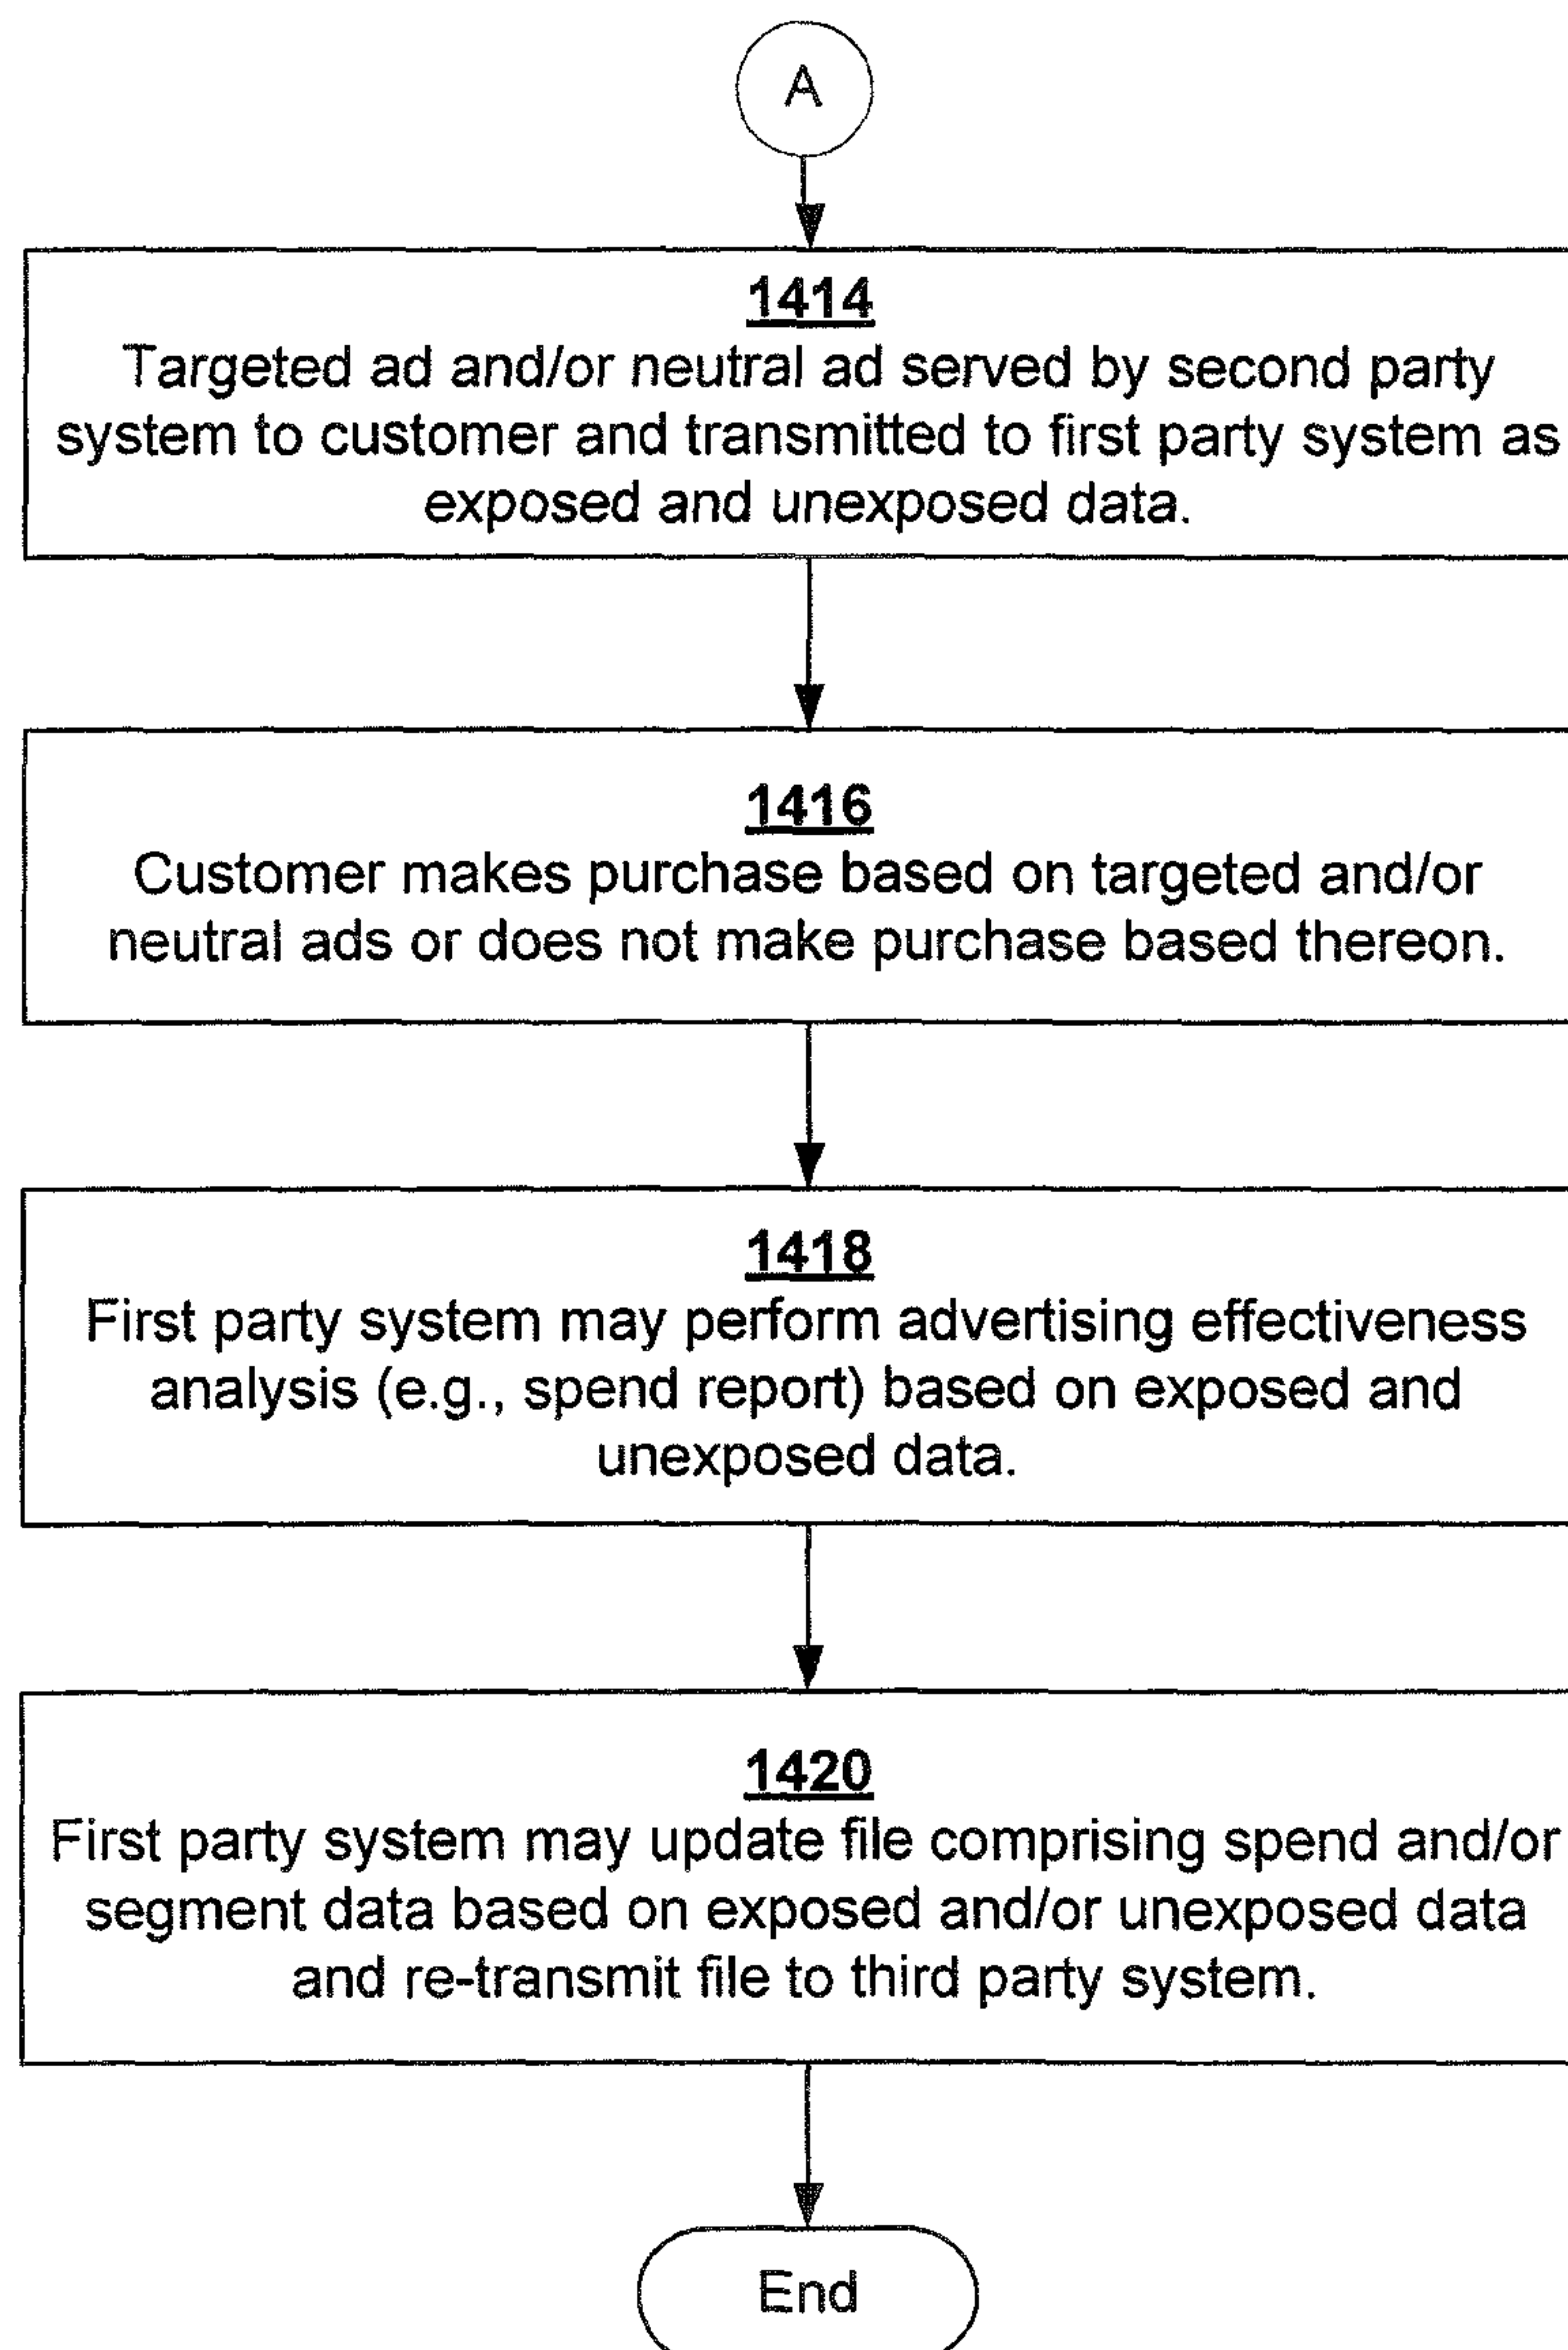 A
1414
Targeted ad and/or neutral ad served by second party
system to customer and transmitted to first party system as
exposed and unexposed data.
1416
Customer makes purchase based on targeted and/or
neutral ads or does not make purchase based thereon.
1418
First party system may perform advertising effectiveness
analysis (e.g., spend report) based on exposed and
unexposed data.
1420
First party system may update file comprising spend and/or
segment data based on exposed and/or unexposed data
and re-transmit file to third party system.
End